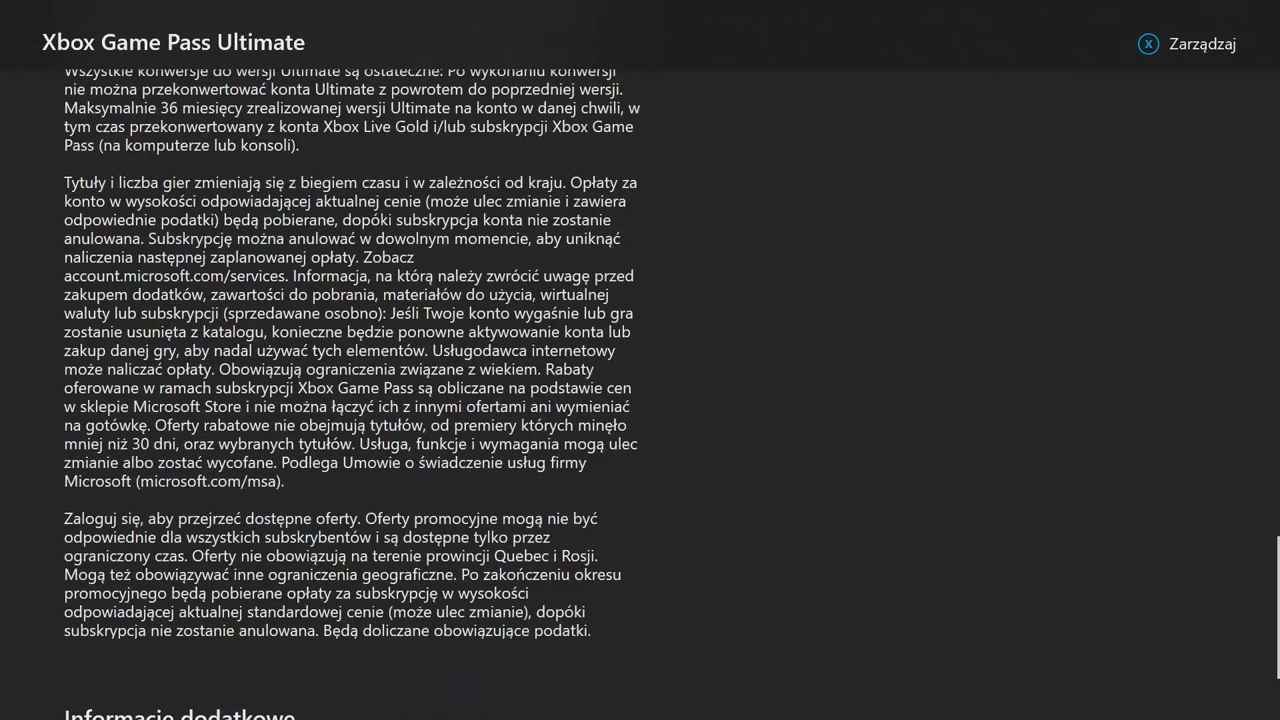 Xbox Game Pass Ultimate
X Zarządzaj
Wszystkie konwersje do wersji Ultimate są ostateczne: Po wykonaniu konwersji
nie można przekonwertować konta Ultimate z powrotem do poprzedniej wersji.
Maksymalnie 36 miesięcy zrealizowanej wersji Ultimate na konto w danej chwili, w
tym czas przekonwertowany z konta Xbox Live Gold i/lub subskrypcji Xbox Game
Pass (na komputerze lub konsoli).
Tytuły i liczba gier zmieniają się z biegiem czasu i w zależności od kraju. Opłaty za
konto w wysokości odpowiadającej aktualnej cenie (może ulec zmianie i zawiera
odpowiednie podatki) będą pobierane, dopóki subskrypcja konta nie zostanie
anulowana. Subskrypcję można anulować w dowolnym momencie, aby uniknąć
naliczenia następnej zaplanowanej opłaty. Zobacz
account.microsoft.com/services. Informacja, na którą należy zwrócić uwagę przed
zakupem dodatków, zawartości do pobrania, materiałów do użycia, wirtualnej
waluty lub subskrypcji (sprzedawane osobno): Jeśli Twoje konto wygaśnie lub gra
zostanie usunięta z katalogu, konieczne będzie ponowne aktywowanie konta lub
zakup danej gry, aby nadal używać tych elementów. Usługodawca internetowy
może naliczać opłaty. Obowiązują ograniczenia związane z wiekiem. Rabaty
oferowane w ramach subskrypcji Xbox Game Pass są obliczane na podstawie cen
w sklepie Microsoft Store i nie można łączyć ich z innymi ofertami ani wymieniać
na gotówkę. Oferty rabatowe nie obejmują tytułów, od premiery których minęło
mniej niż 30 dni, oraz wybranych tytułów. Usługa, funkcje i wymagania mogą ulec
zmianie albo zostać wycofane. Podlega Umowie o świadczenie usług firmy
Microsoft (microsoft.com/msa).
Zaloguj się, aby przejrzeć dostępne oferty. Oferty promocyjne mogą nie być
odpowiednie dla wszystkich subskrybentów i są dostępne tylko przez
ograniczony czas. Oferty nie obowiązują na terenie prowincji Quebec i Rosji.
Mogą też obowiązywać inne ograniczenia geograficzne. Po zakończeniu okresu
promocyjnego będą pobierane opłaty za subskrypcję w wysokości
odpowiadającej aktualnej standardowej cenie (może ulec zmianie), dopóki
subskrypcja nie zostanie anulowana. Będą doliczane obowiązujące podatki.
Informacje dodatkowe